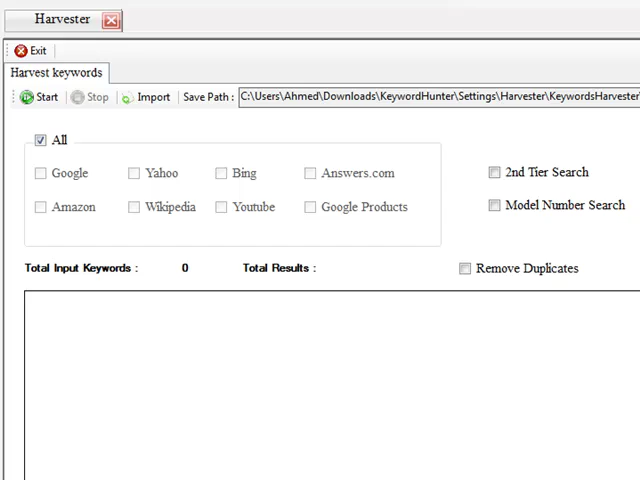 Harvester
Exit
Harvest keywords
Start Stop Import Save Path : C:\Users\Ahmed\Downloads\KeywordHunter\Settings\Harvester\KeywordsHarvester
All
Google Yahoo Bing Answers.com 2nd Tier Search
Amazon Wikipedia Youtube Google Products Model Number Search
Total Input Keywords : 0 Total Results : Remove Duplicates